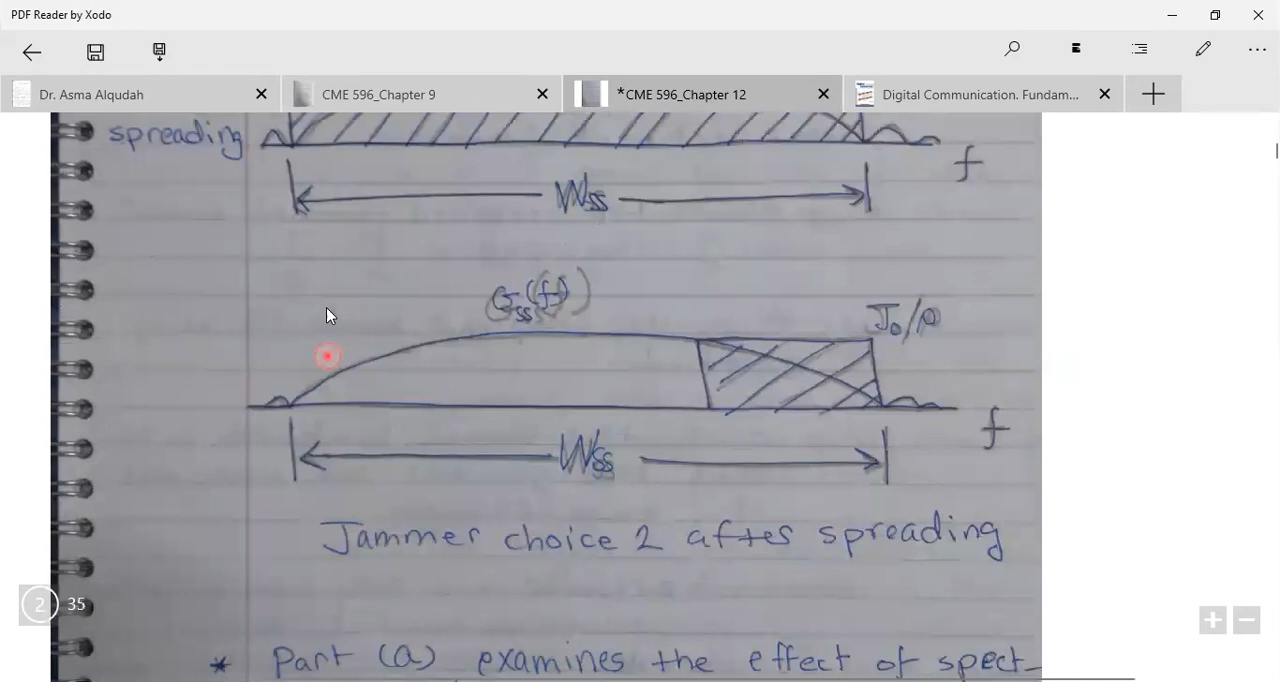 PDF Reader by Xodo
Dr. Asma Alqudah
CME 596_Chapter 9
*CME 596_Chapter 12
Digital Communication. Fundam...
spreading
f
Wss
Gss(f)
J₀/ρ
f
Wss
Jammer choice 2 after spreading
2 35
* Part (a) examines the effect of spect-